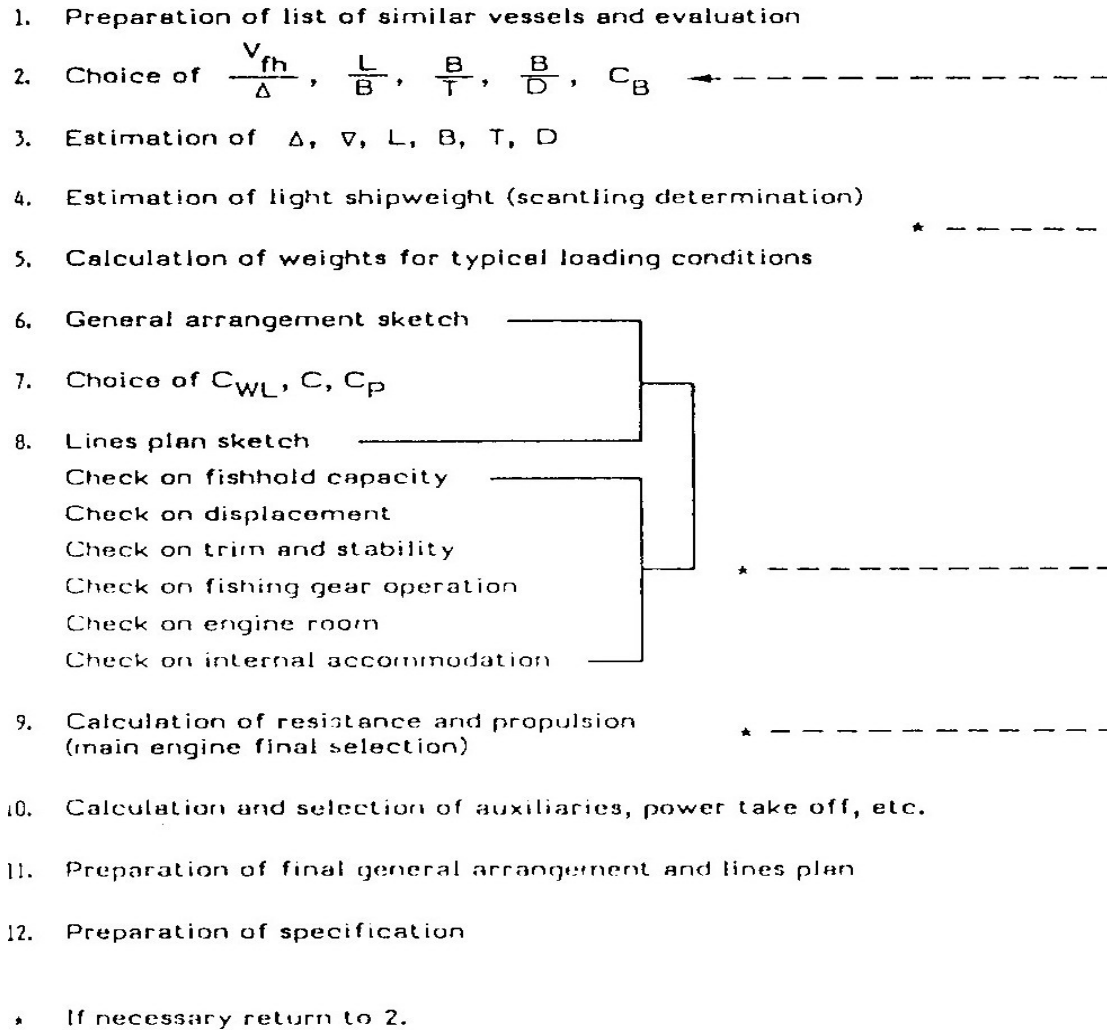 1. Preparation of list of similar vessels and evaluation
2. Choice of V_fh/Δ, L/B, B/T, B/D, C_B
3. Estimation of Δ, ∇, L, B, T, D
4. Estimation of light shipweight (scantling determination)
*
5. Calculation of weights for typical loading conditions
6. General arrangement sketch
7. Choice of C_WL, C, C_P
8. Lines plan sketch
Check on fishhold capacity
Check on displacement
Check on trim and stability
Check on fishing gear operation
*
Check on engine room
Check on internal accommodation
9. Calculation of resistance and propulsion
(main engine final selection)
*
10. Calculation and selection of auxiliaries, power take off, etc.
11. Preparation of final general arrangement and lines plan
12. Preparation of specification
* If necessary return to 2.